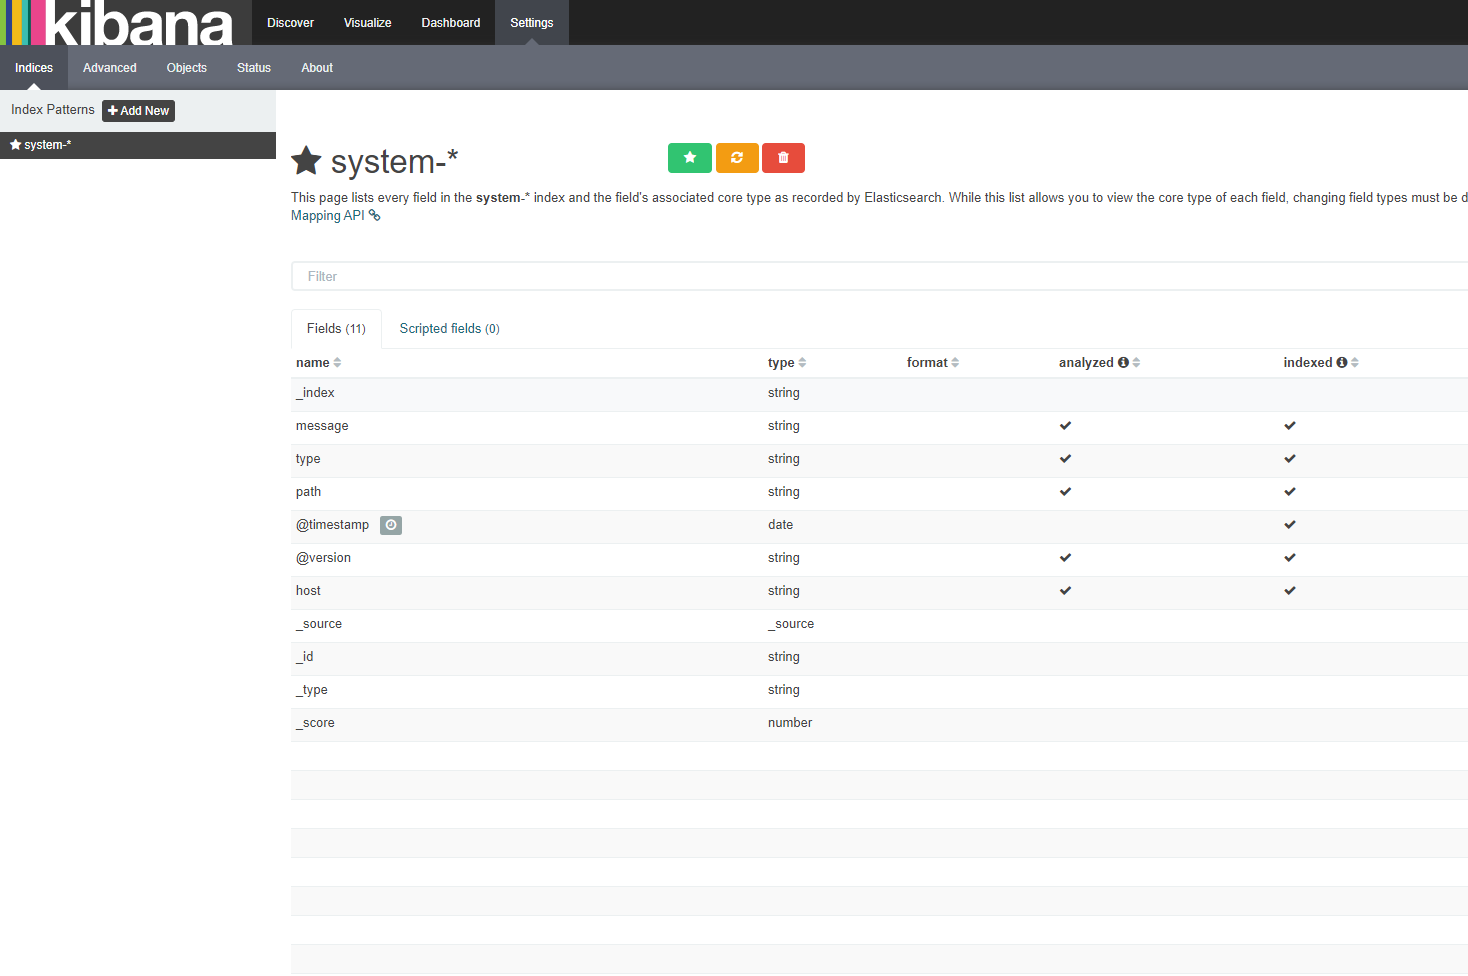 kibana
Discover Visualize Dashboard Settings
Indices Advanced Objects Status About
Index Patterns Add New
system-*
system-*
This page lists every field in the system-* index and the field's associated core type as recorded by Elasticsearch. While this list allows you to view the core type of each field, changing field types must be d
Mapping API
Filter
Fields (11) Scripted fields (0)
name type format analyzed indexed
_index string
message string
type string
path string
@timestamp date
@version string
host string
_source _source
_id string
_type string
_score number